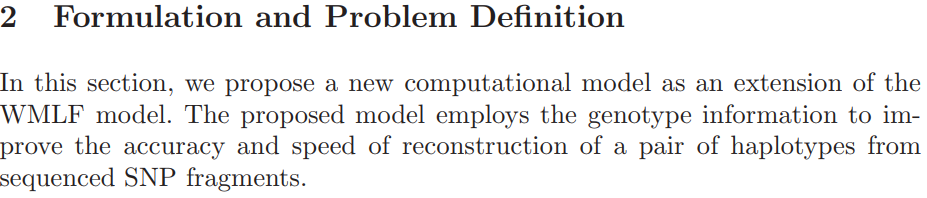 2 Formulation and Problem Definition
In this section, we propose a new computational model as an extension of the
WMLF model. The proposed model employs the genotype information to im-
prove the accuracy and speed of reconstruction of a pair of haplotypes from
sequenced SNP fragments.